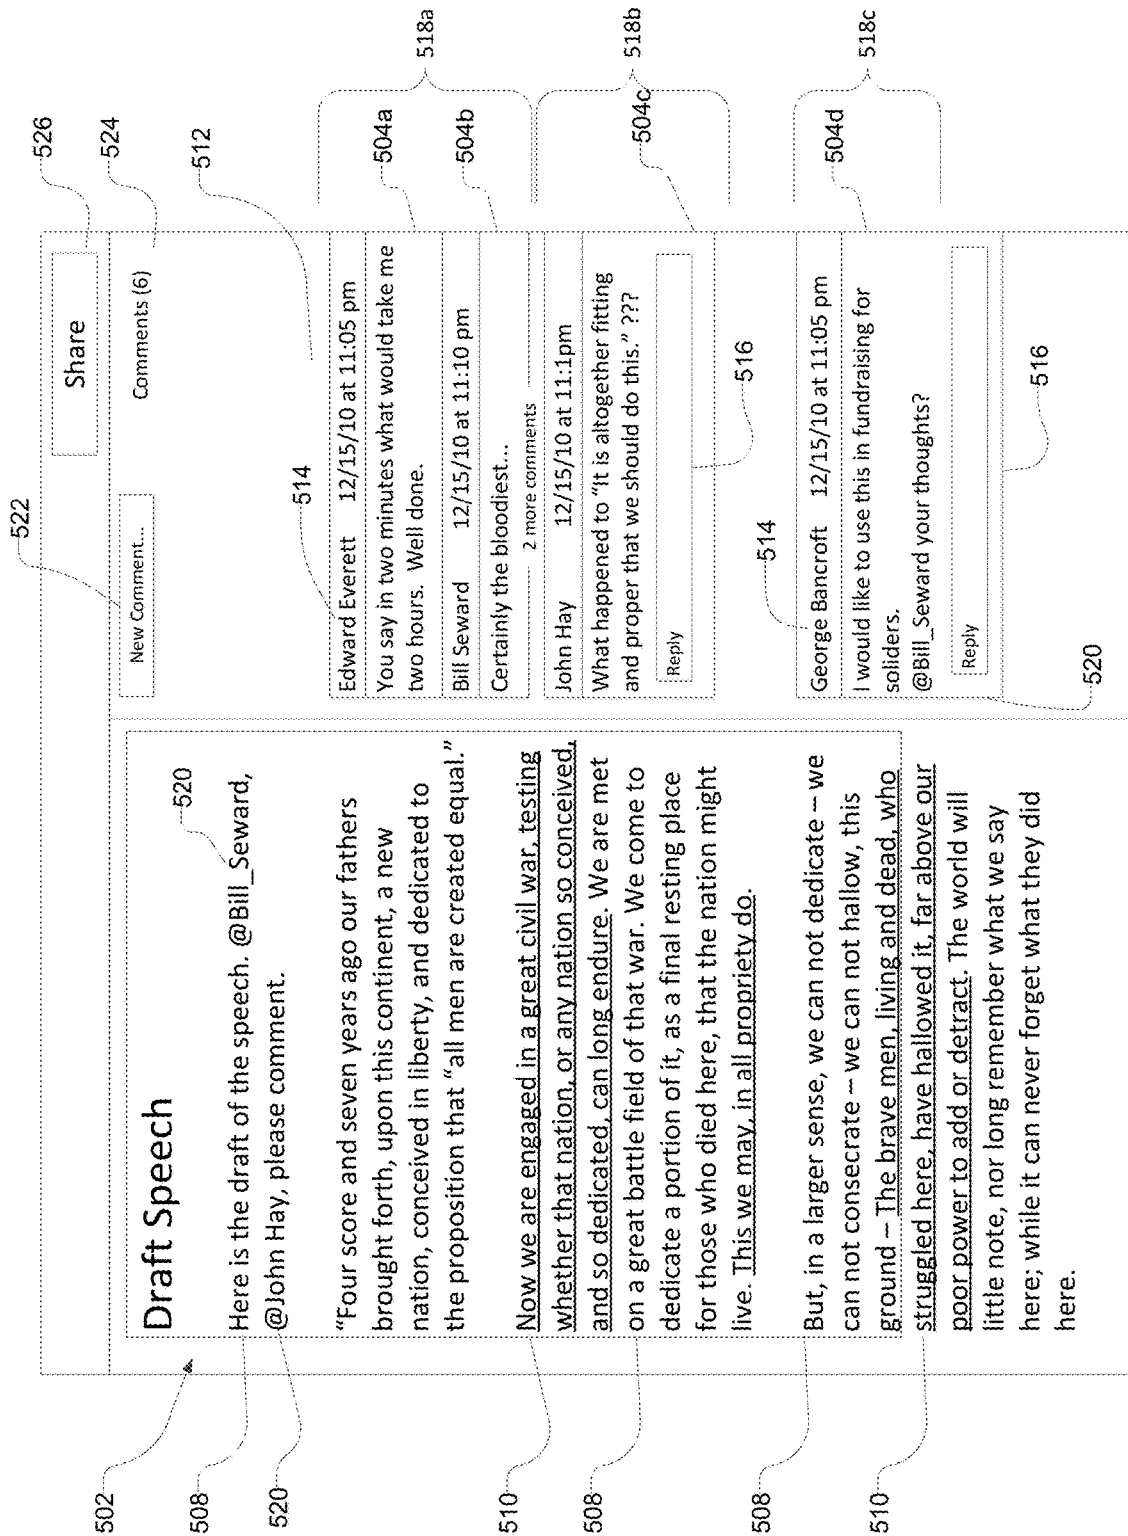 502
508
520
510
508
508
510
Draft Speech
Here is the draft of the speech. @Bill_Seward,
@John Hay, please comment.
520
“Four score and seven years ago our fathers
brought forth, upon this continent, a new
nation, conceived in liberty, and dedicated to
the proposition that “all men are created equal.”
Now we are engaged in a great civil war, testing
whether that nation, or any nation so conceived,
and so dedicated, can long endure. We are met
on a great battle field of that war. We come to
dedicate a portion of it, as a final resting place
for those who died here, that the nation might
live. This we may, in all propriety do.
But, in a larger sense, we can not dedicate – we
can not consecrate – we can not hallow, this
ground – The brave men, living and dead, who
struggled here, have hallowed it, far above our
poor power to add or detract. The world will
little note, nor long remember what we say
here; while it can never forget what they did
here.
522
New Comment...
Share
Comments (6)
526
524
512
514
Edward Everett 12/15/10 at 11:05 pm
You say in two minutes what would take me
two hours. Well done.
Bill Seward 12/15/10 at 11:10 pm
Certainly the bloodiest...
2 more comments
John Hay 12/15/10 at 11:1pm
What happened to “It is altogether fitting
and proper that we should do this.” ???
Reply
516
514
George Bancroft 12/15/10 at 11:05 pm
I would like to use this in fundraising for
soliders.
@Bill_Seward your thoughts?
Reply
516
520
504a
504b
504c
504d
518a
518b
518c